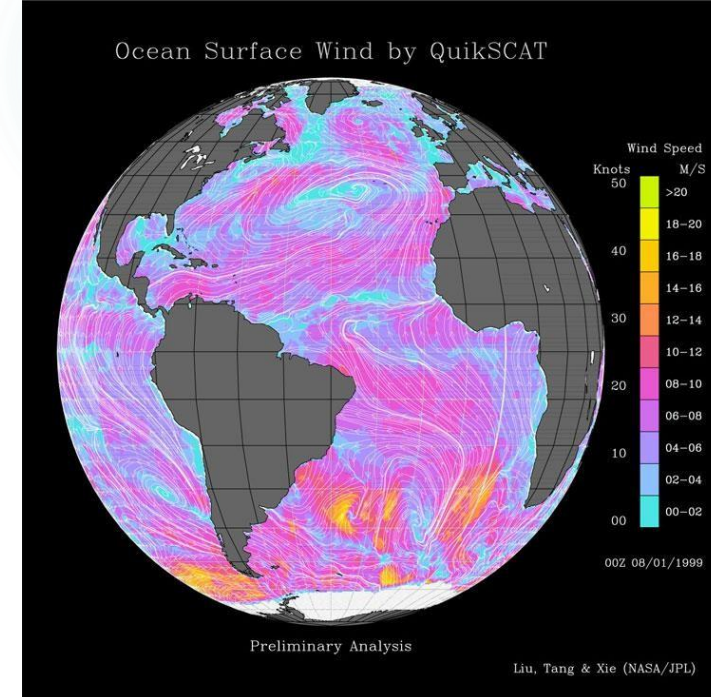 Ocean Surface Wind by QuikSCAT
Wind Speed
Knots M/S
50
>20
18-20
40
16-18
14-16
30
12-14
10-12
20
08-10
06-08
10
04-06
02-04
00
00-02
00Z 08/01/1999
Preliminary Analysis
Liu, Tang & Xie (NASA/JPL)